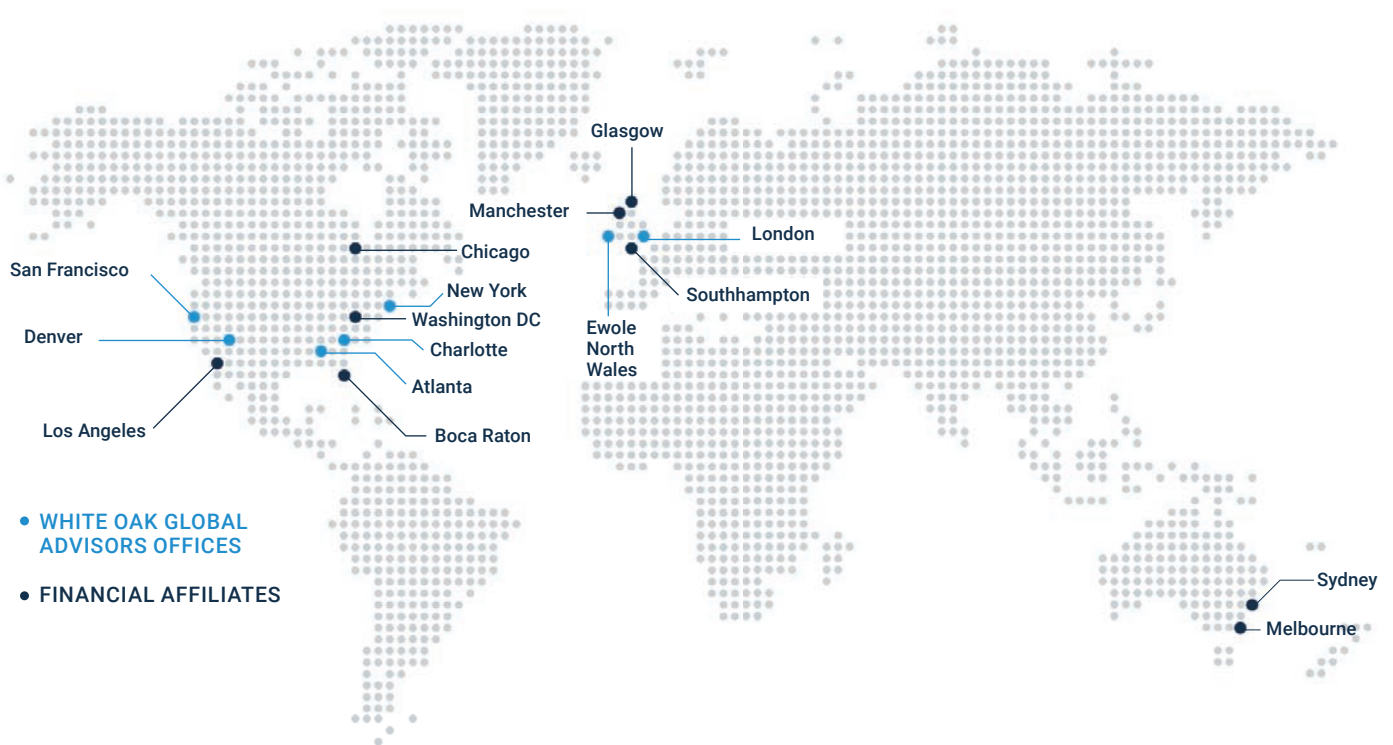 Glasgow
Manchester
London
Chicago
San Francisco
New York
Southhampton
Washington DC
Ewole
North
Wales
Denver
Charlotte
Atlanta
Los Angeles
Boca Raton
WHITE OAK GLOBAL
ADVISORS OFFICES
FINANCIAL AFFILIATES
Sydney
Melbourne